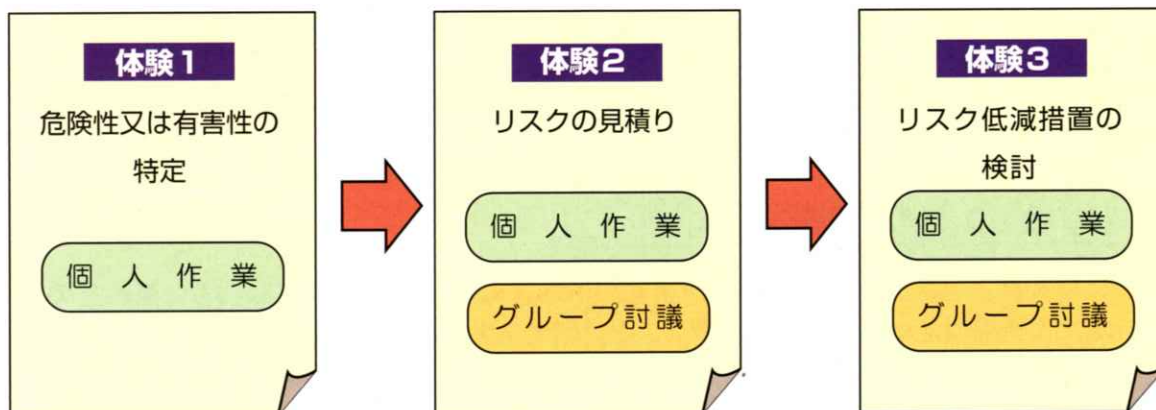 体験1
危険性又は有害性の
特定
個人作業
体験2
リスクの見積り
個人作業
グループ討議
体験3
リスク低減措置の
検討
個人作業
グループ討議